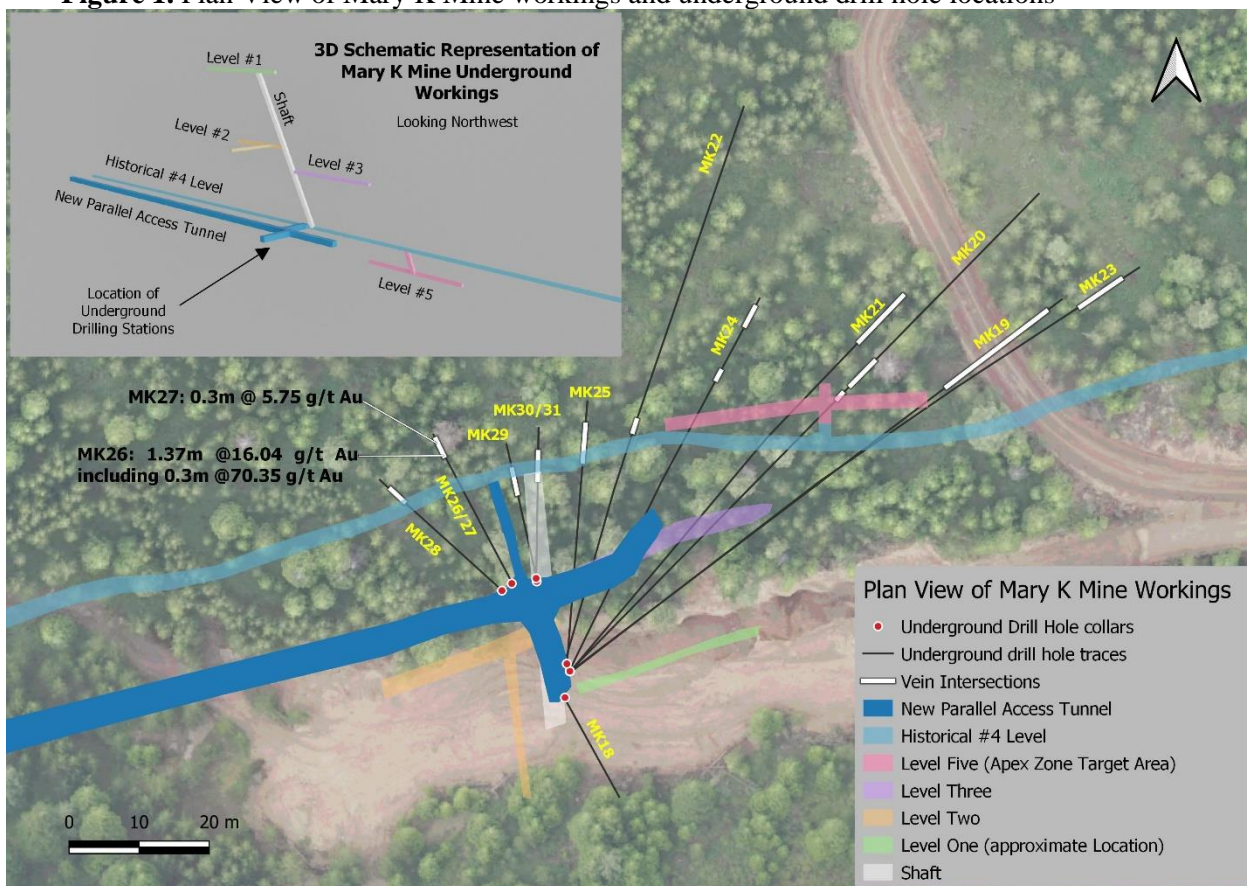 Figure 1. Plan View of Mary K Mine workings and underground drill hole locations
3D Schematic Representation of
Mary K Mine Underground
Workings
Looking Northwest
Level #1
Shaft
Level #2
Level #3
Historical #4 Level
New Parallel Access Tunnel
Level #5
Location of
Underground
Drilling Stations
MK22
MK20
MK23
MK21
MK19
MK24
MK27: 0.3m @ 5.75 g/t Au
MK25
MK30/31
MK29
MK26: 1.37m @16.04 g/t Au
including 0.3m @70.35 g/t Au
MK26/27
MK28
MK18
Plan View of Mary K Mine Workings
Underground Drill Hole collars
Underground drill hole traces
Vein Intersections
New Parallel Access Tunnel
Historical #4 Level
Level Five (Apex Zone Target Area)
Level Three
Level Two
Level One (approximate Location)
Shaft
0 10 20 m